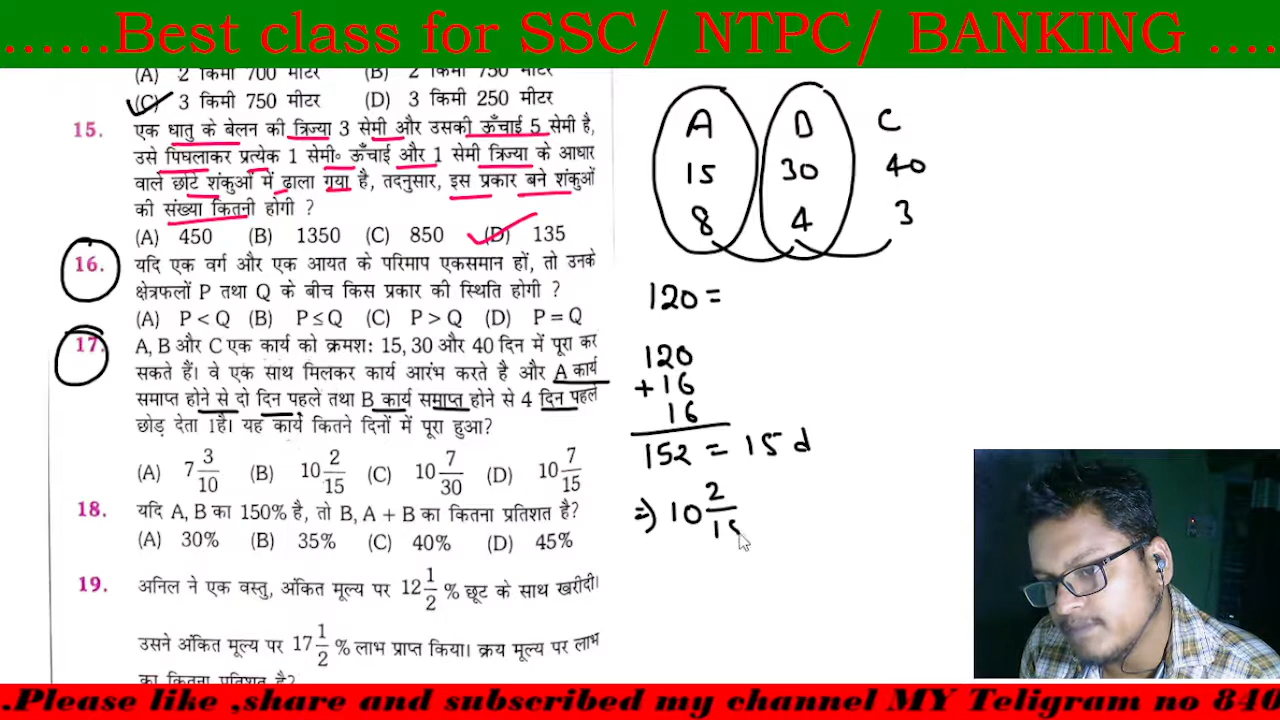 ......Best class for SSC/ NTPC/ BANKING ....
(A) 2 किमी 700 मीटर (B) 2 किमी 750 मीटर
(C) 3 किमी 750 मीटर (D) 3 किमी 250 मीटर
15. एक धातु के बेलन की त्रिज्या 3 सेमी और उसकी ऊँचाई 5 सेमी है,
उसे पिघलाकर प्रत्येक 1 सेमी॰ ऊँचाई और 1 सेमी त्रिज्या के आधार
वाले छोटे शंकुओं में ढ़ाला गया है, तदनुसार, इस प्रकार बने शंकुओं
की संख्या कितनी होगी ?
(A) 450 (B) 1350 (C) 850 (D) 135
16. यदि एक वर्ग और एक आयत के परिमाप एकसमान हों, तो उनके
क्षेत्रफलों P तथा Q के बीच किस प्रकार की स्थिति होगी ?
(A) P < Q (B) P ≤ Q (C) P > Q (D) P = Q
17. A, B और C एक कार्य को क्रमश: 15, 30 और 40 दिन में पूरा कर
सकते हैं। वे एक साथ मिलकर कार्य आरंभ करते है और A कार्य
समाप्त होने से दो दिन पहले तथा B कार्य समाप्त होने से 4 दिन पहले
छोड़ देता 1है। यह कार्य कितने दिनों में पूरा हुआ?
(A) 7 3/10 (B) 10 2/15 (C) 10 7/30 (D) 10 7/15
18. यदि A, B का 150% है, तो B, A + B का कितना प्रतिशत है?
(A) 30% (B) 35% (C) 40% (D) 45%
19. अनिल ने एक वस्तु, अंकित मूल्य पर 12 1/2 % छूट के साथ खरीदी।
उसने अंकित मूल्य पर 17 1/2 % लाभ प्राप्त किया। क्रय मूल्य पर लाभ
का कितना प्रतिशत है?
A B C
15 30 40
8 4 3
120 =
120
+ 16
16
152 = 15 d
⇒ 10 2/15
.Please like ,share and subscribed my channel MY Teligram no 840